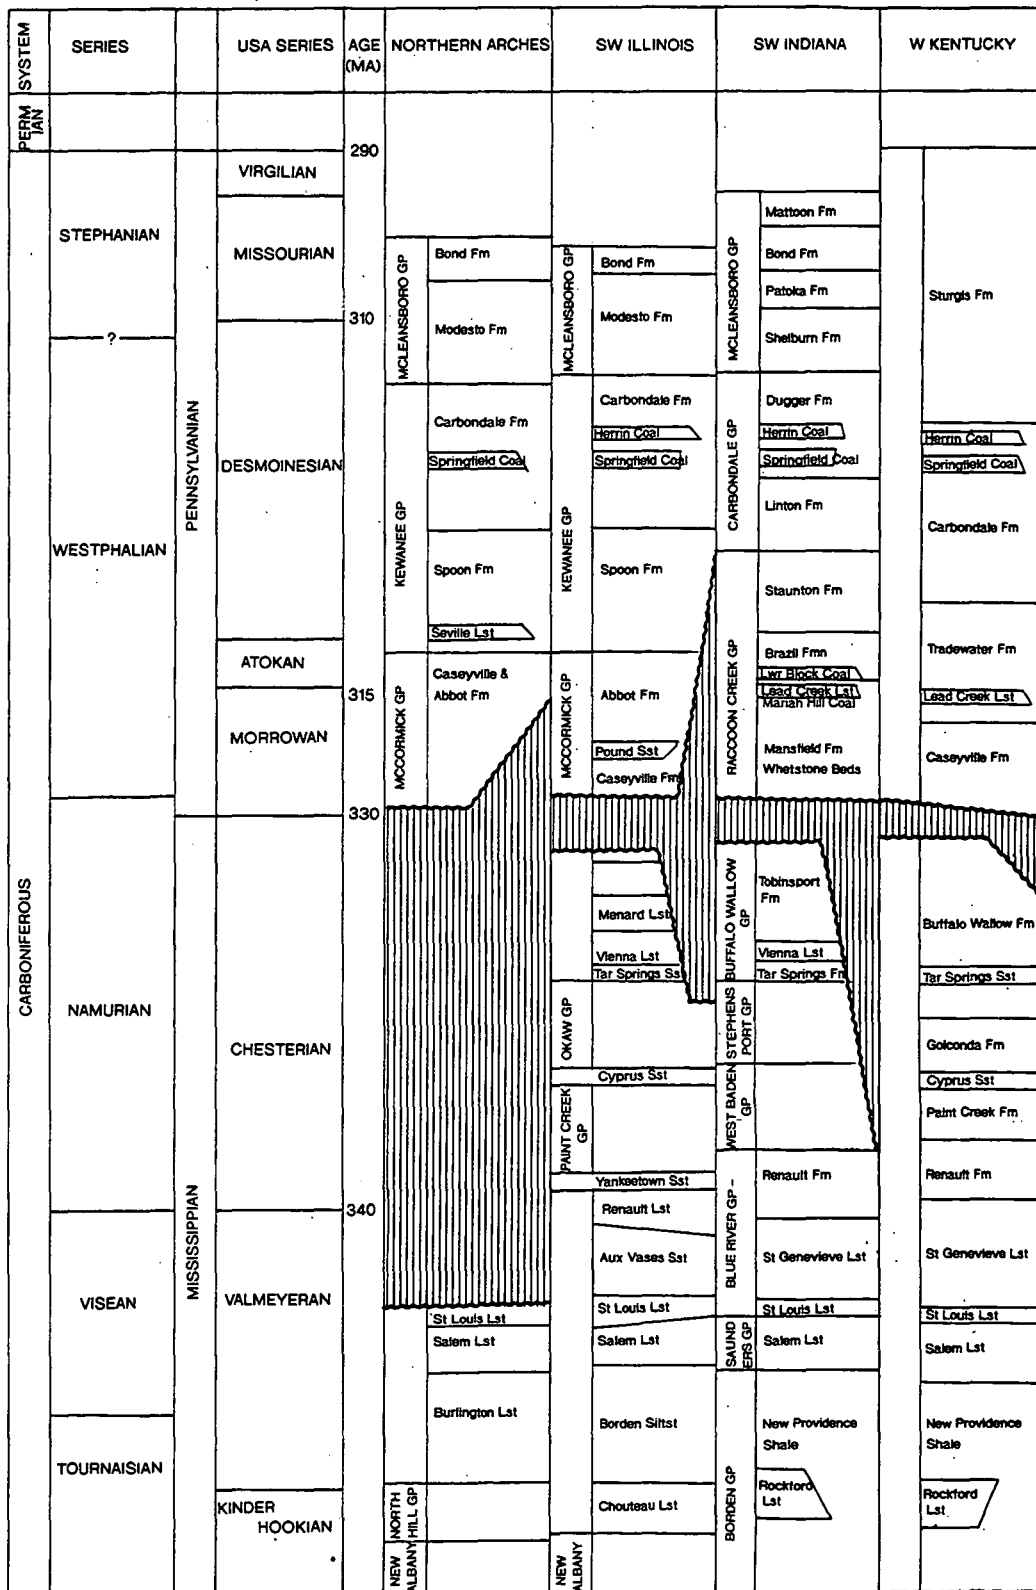 SYSTEM
SERIES
USA SERIES
AGE (MA)
NORTHERN ARCHES
SW ILLINOIS
SW INDIANA
W KENTUCKY
PERM IAN
CARBONIFEROUS
STEPHANIAN
?
WESTPHALIAN
NAMURIAN
VISEAN
TOURNAISIAN
PENNSYLVANIAN
MISSISSIPPIAN
VIRGILIAN
MISSOURIAN
DESMOINESIAN
ATOKAN
MORROWAN
CHESTERIAN
VALMEYERAN
KINDER
HOOKIAN
290
310
315
330
340
MCLEANSBORO GP
KEWANEE GP
MCCORMICK GP
NORTH HILL GP
NEW ALBANY
Bond Fm
Modesto Fm
Carbondale Fm
Springfield Coal
Spoon Fm
Seville Lst
Caseyville &
Abbot Fm
St Louis Lst
Salem Lst
Burlington Lst
MCLEANSBORO GP
KEWANEE GP
MCCORMICK GP
OKAW GP
PAINT CREEK GP
NEW ALBANY
Bond Fm
Modesto Fm
Carbondale Fm
Herrin Coal
Springfield Coal
Spoon Fm
Abbot Fm
Pound Sst
Caseyville Fm
Menard Lst
Vienna Lst
Tar Springs Sst
Cyprus Sst
Yankeetown Sst
Renault Lst
Aux Vases Sst
St Louis Lst
Salem Lst
Borden Siltst
Chouteau Lst
MCLEANSBORO GP
CARBONDALE GP
RACCOON CREEK GP
BUFFALO WALLOW GP
STEPHENS PORT GP
WEST BADEN GP
BLUE RIVER GP -
SAUND ERS GP
BORDEN GP
Mattoon Fm
Bond Fm
Patoka Fm
Shelburn Fm
Dugger Fm
Herrin Coal
Springfield Coal
Linton Fm
Staunton Fm
Brazil Fmn
Lwr Block Coal
Lead Creek Lst
Mariah Hill Coal
Mansfield Fm
Whetstone Beds
Tobinsport
Fm
Vienna Lst
Tar Springs Fm
Renault Fm
St Genevieve Lst
St Louis Lst
Salem Lst
New Providence
Shale
Rockford
Lst
Sturgis Fm
Herrin Coal
Springfield Coal
Carbondale Fm
Tradewater Fm
Lead Creek Lst
Caseyville Fm
Buffalo Wallow Fm
Tar Springs Sst
Golconda Fm
Cyprus Sst
Paint Creek Fm
Renault Fm
St Genevieve Lst
St Louis Lst
Salem Lst
New Providence
Shale
Rockford
Lst